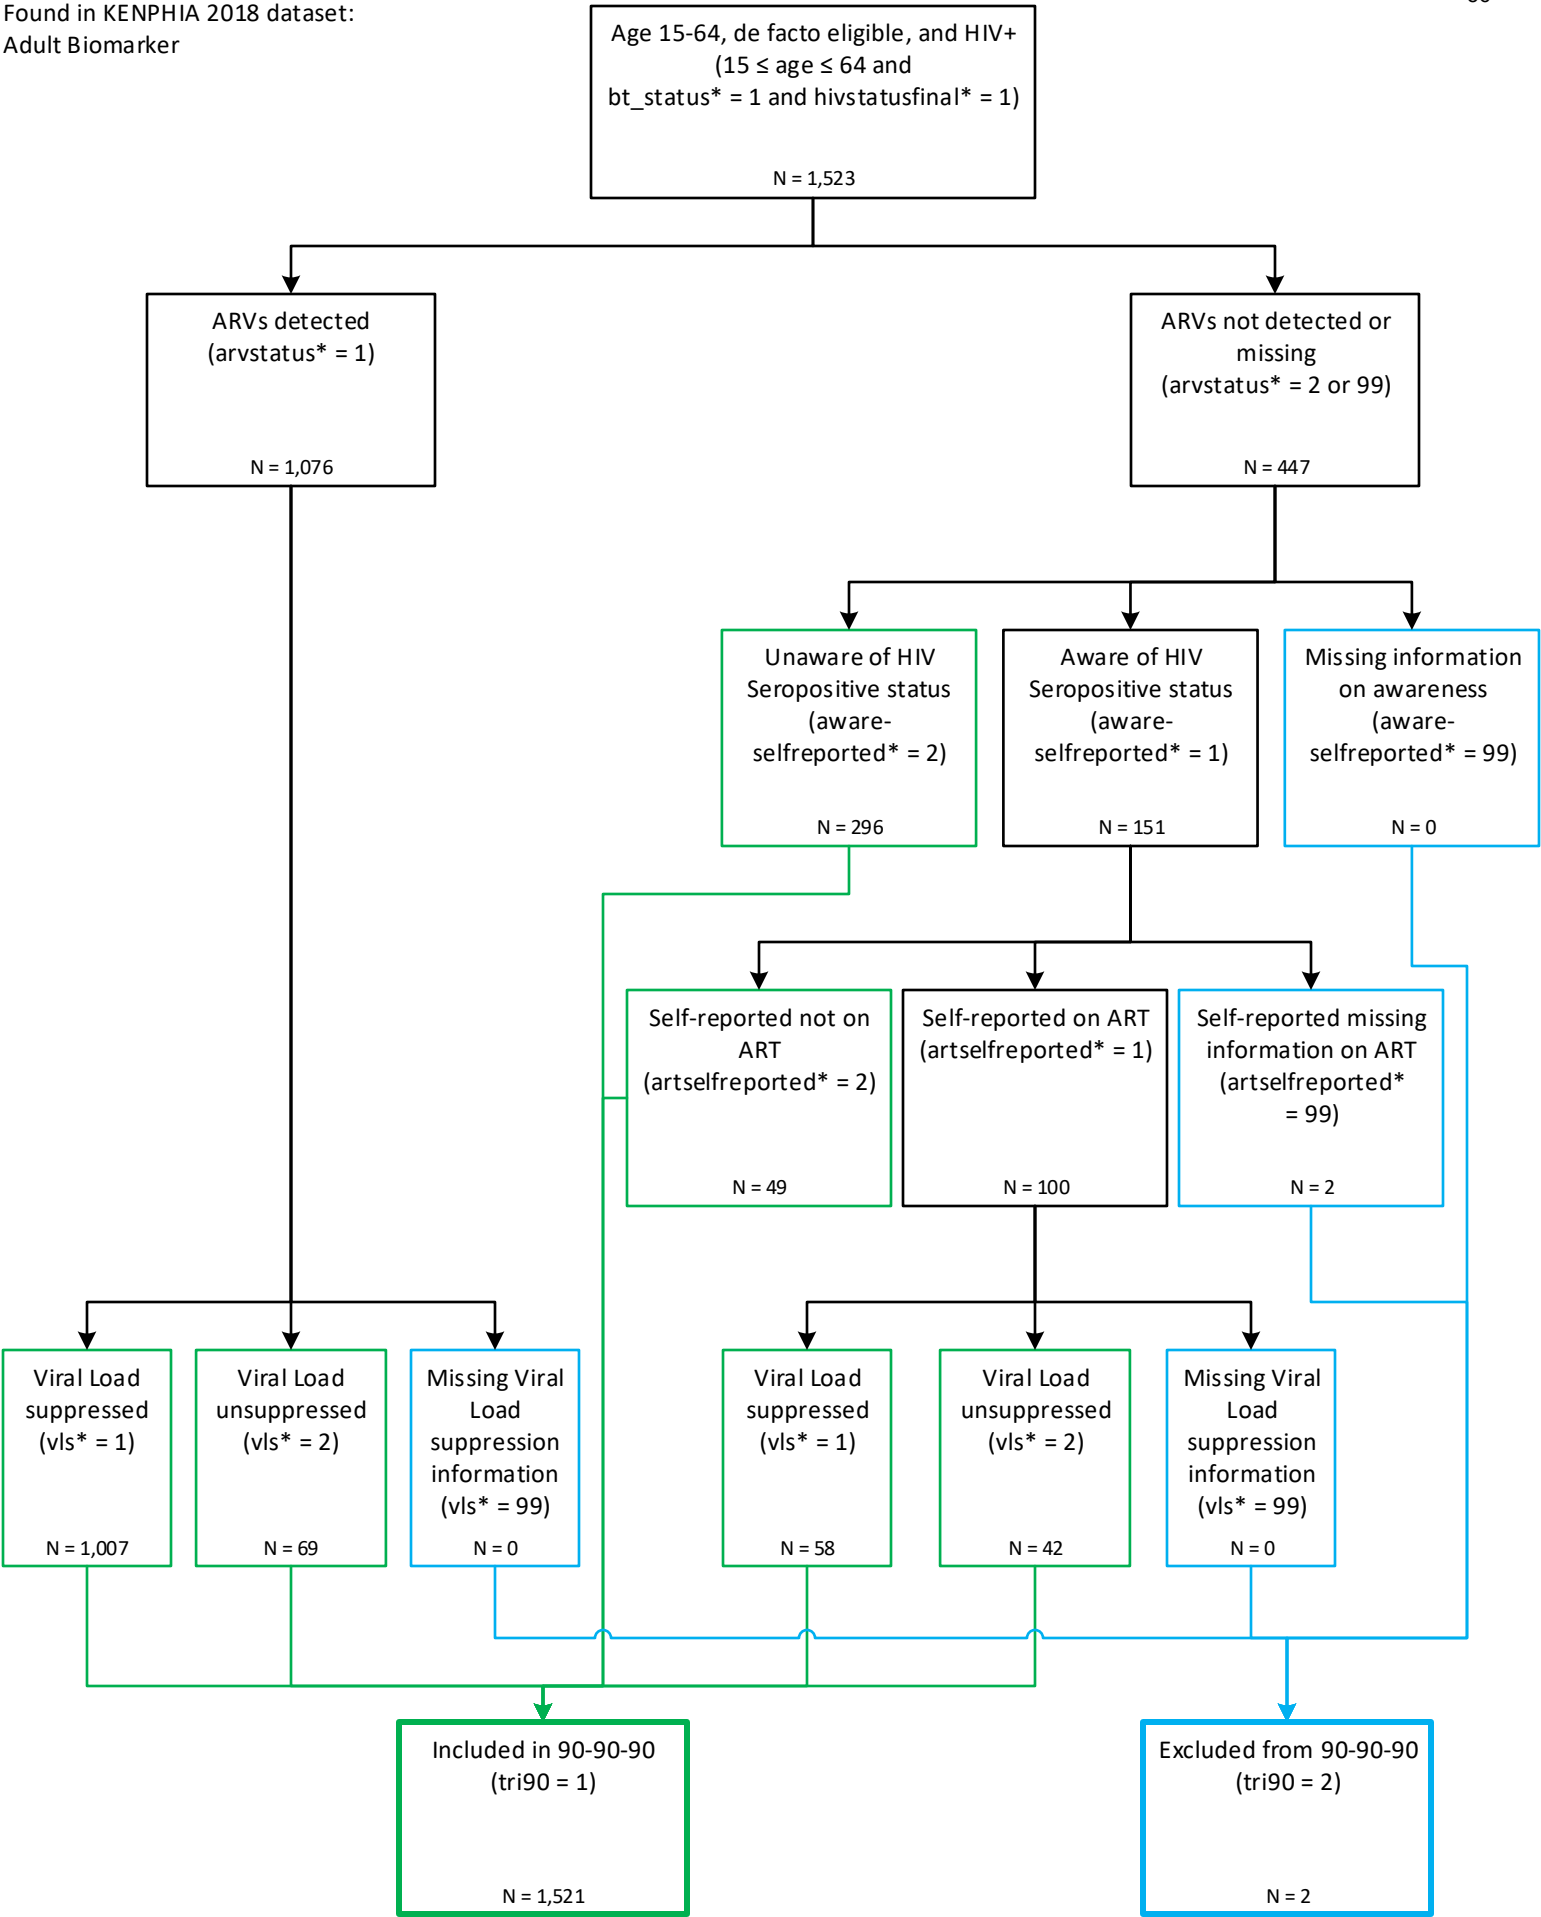 Found in KENPHIA 2018 dataset:
Adult Biomarker
Age 15-64, de facto eligible, and HIV+
(15 ≤ age ≤ 64 and
bt_status* = 1 and hivstatusfinal* = 1)
N = 1,523
ARVs detected
(arvstatus* = 1)
N = 1,076
ARVs not detected or
missing
(arvstatus* = 2 or 99)
N = 447
Unaware of HIV
Seropositive status
(aware-
selfreported* = 2)
N = 296
Aware of HIV
Seropositive status
(aware-
selfreported* = 1)
N = 151
Missing information
on awareness
(aware-
selfreported* = 99)
N = 0
Self-reported not on
ART
(artselfreported* = 2)
N = 49
Self-reported on ART
(artselfreported* = 1)
N = 100
Self-reported missing
information on ART
(artselfreported*
= 99)
N = 2
Viral Load
suppressed
(vls* = 1)
N = 1,007
Viral Load
unsuppressed
(vls* = 2)
N = 69
Missing Viral
Load
suppression
information
(vls* = 99)
N = 0
Viral Load
suppressed
(vls* = 1)
N = 58
Viral Load
unsuppressed
(vls* = 2)
N = 42
Missing Viral
Load
suppression
information
(vls* = 99)
N = 0
Included in 90-90-90
(tri90 = 1)
N = 1,521
Excluded from 90-90-90
(tri90 = 2)
N = 2